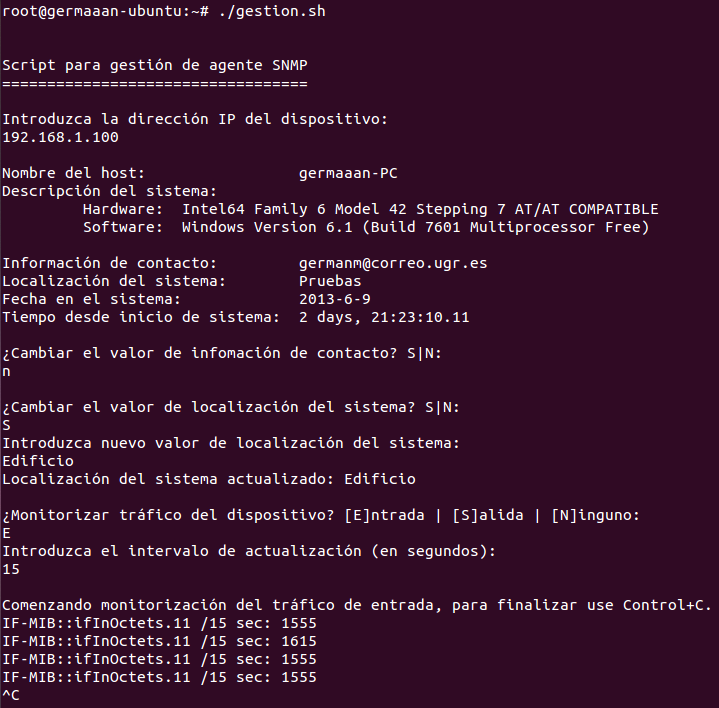 root@germaaan-ubuntu:~# ./gestion.sh
Script para gestión de agente SNMP
==================================
Introduzca la dirección IP del dispositivo:
192.168.1.100
Nombre del host: germaaan-PC
Descripción del sistema:
Hardware: Intel64 Family 6 Model 42 Stepping 7 AT/AT COMPATIBLE
Software: Windows Version 6.1 (Build 7601 Multiprocessor Free)
Información de contacto: germanm@correo.ugr.es
Localización del sistema: Pruebas
Fecha en el sistema: 2013-6-9
Tiempo desde inicio de sistema: 2 days, 21:23:10.11
¿Cambiar el valor de infomación de contacto? S|N:
n
¿Cambiar el valor de localización del sistema? S|N:
S
Introduzca nuevo valor de localización del sistema:
Edificio
Localización del sistema actualizado: Edificio
¿Monitorizar tráfico del dispositivo? [E]ntrada | [S]alida | [N]inguno:
E
Introduzca el intervalo de actualización (en segundos):
15
Comenzando monitorización del tráfico de entrada, para finalizar use Control+C.
IF-MIB::ifInOctets.11 /15 sec: 1555
IF-MIB::ifInOctets.11 /15 sec: 1615
IF-MIB::ifInOctets.11 /15 sec: 1555
IF-MIB::ifInOctets.11 /15 sec: 1555
^C